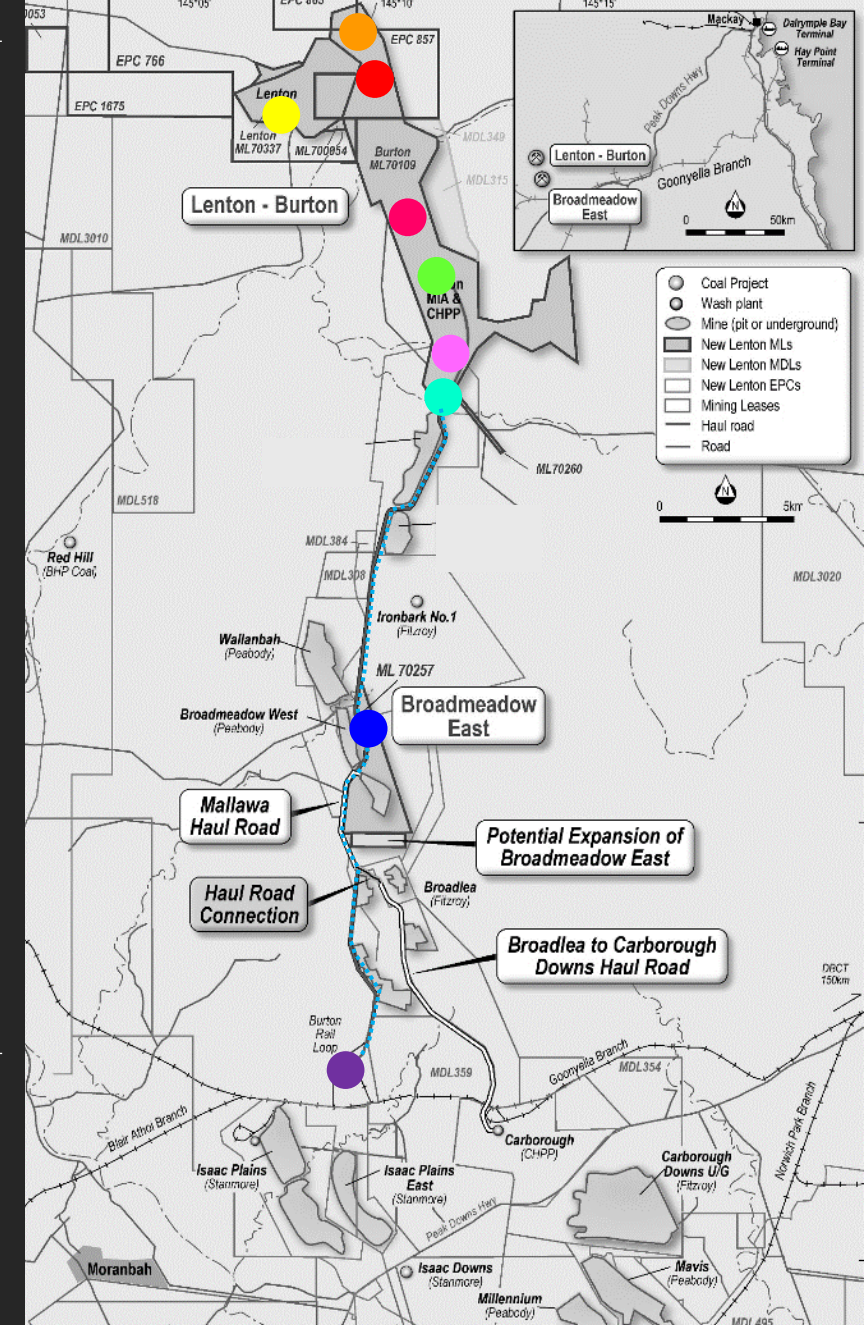 0053
145°05'
EPC 863
145°10'
145°15'
EPC 857
EPC 766
EPC 1675
Lenton
Lenton
ML70337
ML700054
Burton
ML70109
MDL349
MDL315
Lenton - Burton
MDL3010
MIA &
CHPP
Mackay
Dalrymple Bay
Terminal
Hay Point
Terminal
Peak Downs Hwy
Lenton - Burton
Goonyella Branch
Broadmeadow
East
N
0
50km
Coal Project
Wash plant
Mine (pit or underground)
New Lenton MLs
New Lenton MDLs
New Lenton EPCs
Mining Leases
Haul road
Road
N
0
5km
ML70260
MDL518
Red Hill
(BHP Coal)
MDL384
MDL308
MDL3020
Ironbark No.1
(Fitzroy)
Wallanbah
(Peabody)
ML 70257
Broadmeadow West
(Peabody)
Broadmeadow
East
Mallawa
Haul Road
Potential Expansion of
Broadmeadow East
Haul Road
Connection
Broadlea
(Fitzroy)
Broadlea to Carborough
Downs Haul Road
DBCT
150km
Burton
Rail
Loop
MDL359
Goonyella Branch
MDL354
Blair Athol Branch
Norwich Park Branch
Carborough
(CHPP)
Isaac Plains
(Stanmore)
Isaac Plains
East
(Stanmore)
Carborough
Downs U/G
(Fitzroy)
Peak Downs Hwy
Moranbah
Isaac Downs
(Stanmore)
Mavis
(Peabody)
Millennium
(Peabody)
MDL495